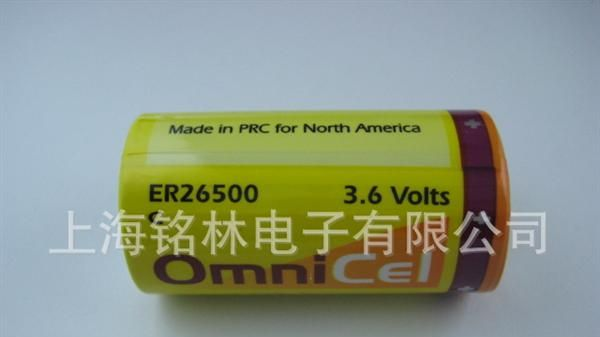 Made in PRC for North America
ER26500 3.6 Volts
C
上海铭林电子有限公司
OmniCel